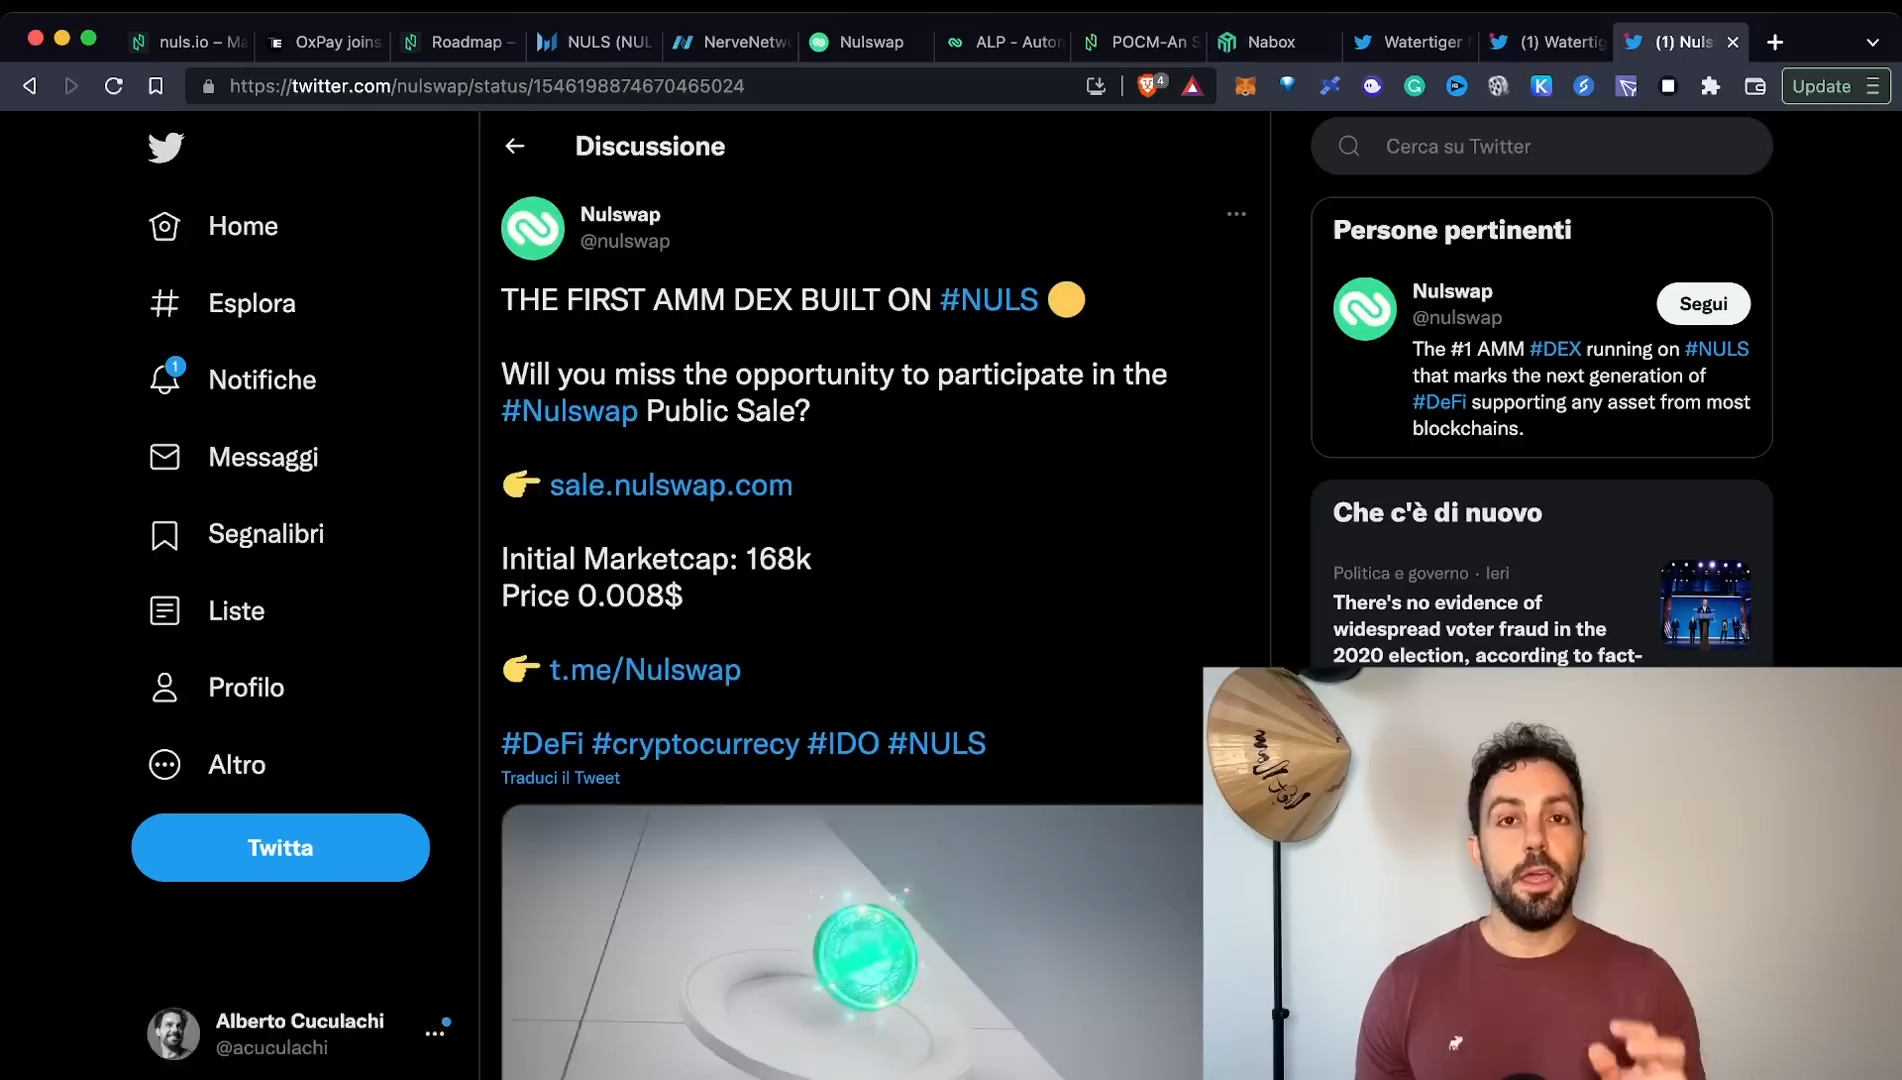 nuls.io – Ma
OxPay joins
Roadmap –
NULS (NUL
NerveNetw
Nulswap
ALP - Auton
POCM-An S
Nabox
Watertiger
(1) Watertig
(1) Nuls
https://twitter.com/nulswap/status/1546198874670465024
4
Update
Home
Esplora
1
Notifiche
Messaggi
Segnalibri
Liste
Profilo
Altro
Twitta
Alberto Cuculachi
@acuculachi
Discussione
Nulswap
@nulswap
THE FIRST AMM DEX BUILT ON #NULS
Will you miss the opportunity to participate in the
#Nulswap Public Sale?
sale.nulswap.com
Initial Marketcap: 168k
Price 0.008$
t.me/Nulswap
#DeFi #cryptocurrecy #IDO #NULS
Traduci il Tweet
Cerca su Twitter
Persone pertinenti
Nulswap
@nulswap
Segui
The #1 AMM #DEX running on #NULS
that marks the next generation of
#DeFi supporting any asset from most
blockchains.
Che c'è di nuovo
Politica e governo · Ieri
There's no evidence of
widespread voter fraud in the
2020 election, according to fact-